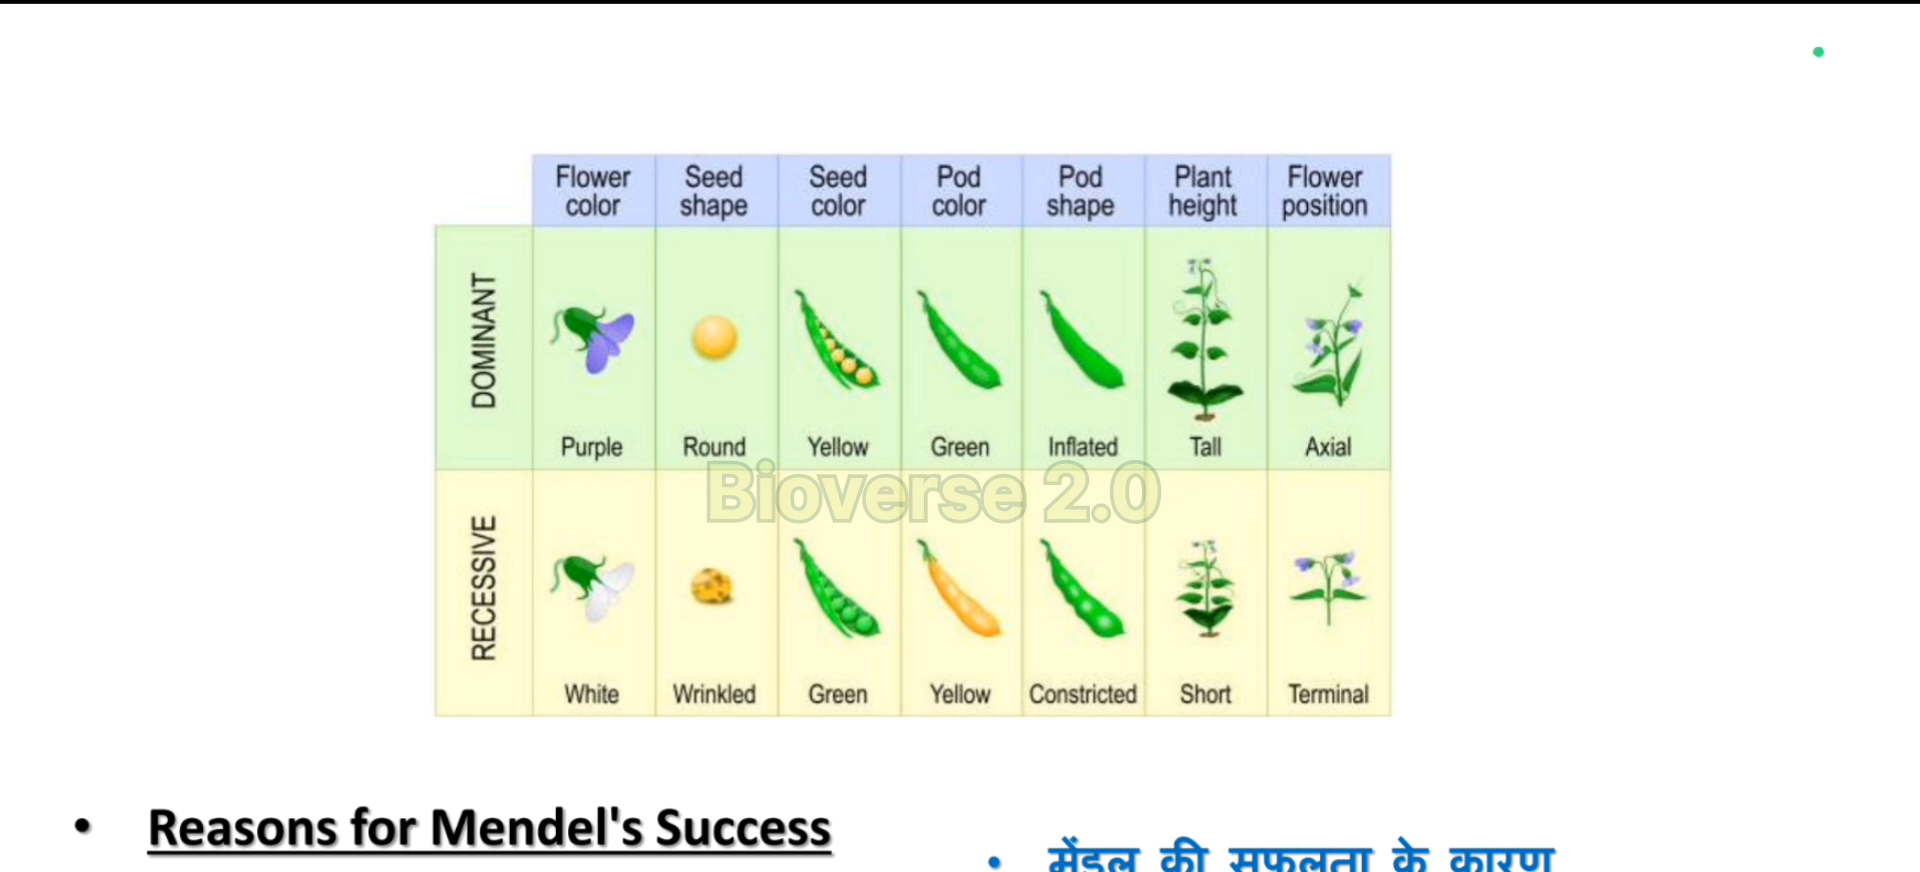 Flower color
Seed shape
Seed color
Pod color
Pod shape
Plant height
Flower position
DOMINANT
Purple
Round
Yellow
Green
Inflated
Tall
Axial
Bioverse 2.0
RECESSIVE
White
Wrinkled
Green
Yellow
Constricted
Short
Terminal
• Reasons for Mendel's Success
• मेंडल की सफलता के कारण